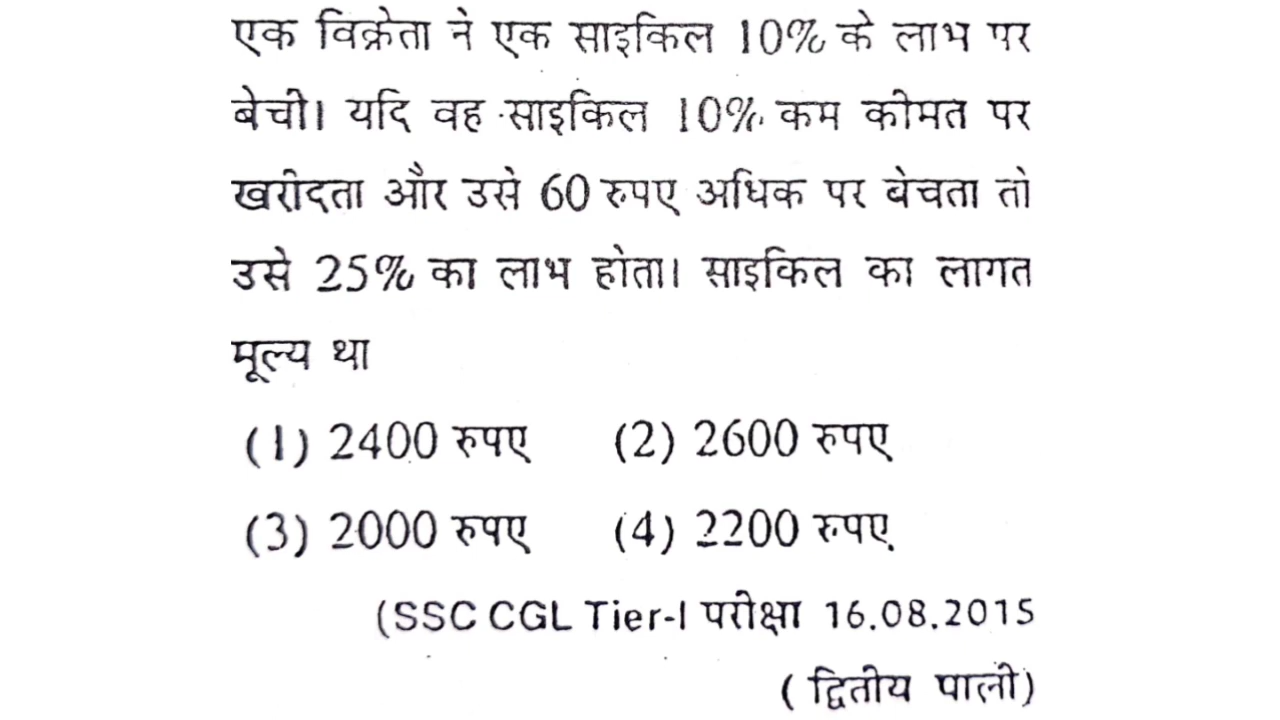 एक विक्रेता ने एक साइकिल 10% के लाभ पर
बेची। यदि वह साइकिल 10% कम कीमत पर
खरीदता और उसे 60 रुपए अधिक पर बेचता तो
उसे 25% का लाभ होता। साइकिल का लागत
मूल्य था
(1) 2400 रुपए (2) 2600 रुपए
(3) 2000 रुपए (4) 2200 रुपए
(SSC CGL Tier-I परीक्षा 16.08.2015
( द्वितीय पाली)